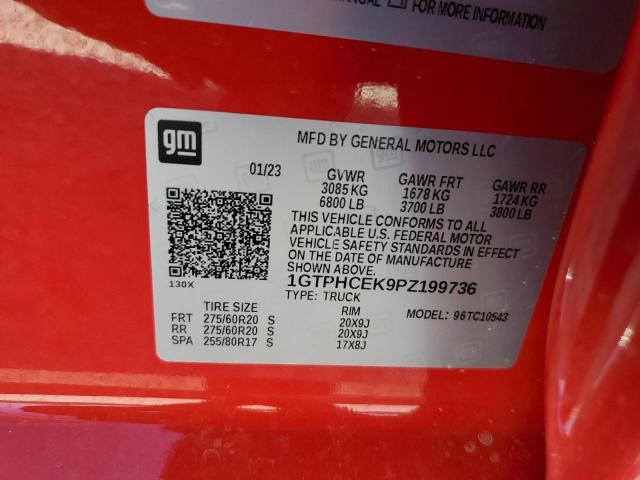 MANUAL FOR MORE INFORMATION
gm
MFD BY GENERAL MOTORS LLC
01/23 GVWR GAWR FRT GAWR RR
3085 KG 1678 KG 1724 KG
6800 LB 3700 LB 3800 LB
THIS VEHICLE CONFORMS TO ALL
APPLICABLE U.S. FEDERAL MOTOR
VEHICLE SAFETY STANDARDS IN EFFECT
ON THE DATE OF MANUFACTURE
SHOWN ABOVE.
130X
1GTPHCEK9PZ199736
TYPE: TRUCK
TIRE SIZE RIM MODEL: 96TC10543
FRT 275/60R20 S 20X9J
RR 275/60R20 S 20X9J
SPA 255/80R17 S 17X8J